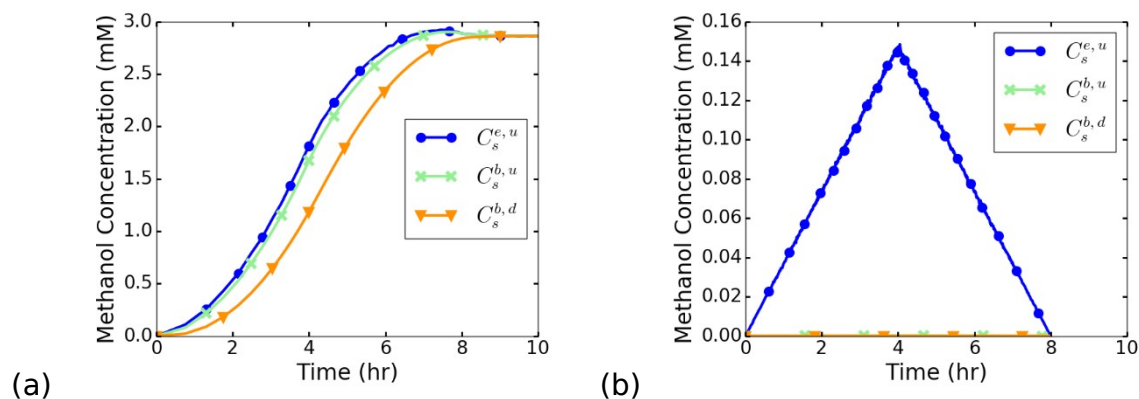 3.0
2.5
2.0
1.5
1.0
0.5
0.0
0 2 4 6 8 10
Methanol Concentration (mM)
Time (hr)
C_s^{e,u}
C_s^{b,u}
C_s^{b,d}
(a)
0.16
0.14
0.12
0.10
0.08
0.06
0.04
0.02
0.00
0 2 4 6 8 10
Methanol Concentration (mM)
Time (hr)
C_s^{e,u}
C_s^{b,u}
C_s^{b,d}
(b)